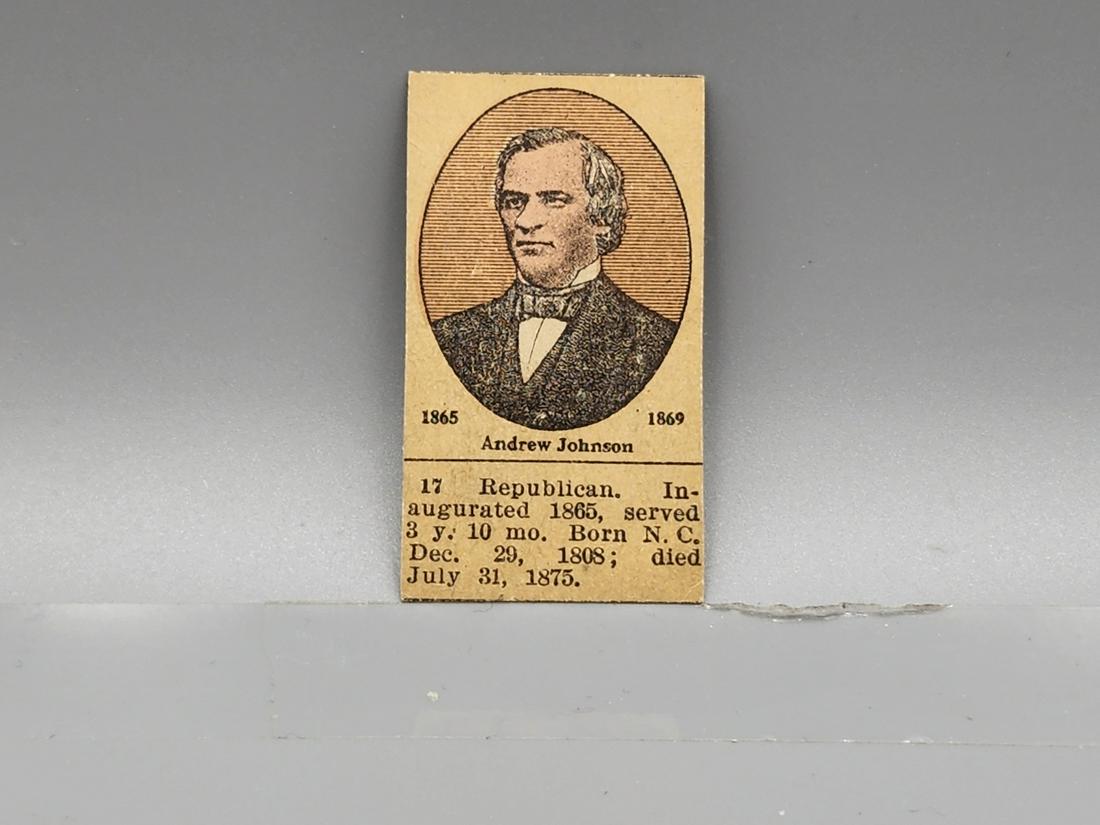 1865 1869
Andrew Johnson
17 Republican. In-
augurated 1865, served
3 y. 10 mo. Born N. C.
Dec. 29, 1808; died
July 31, 1875.